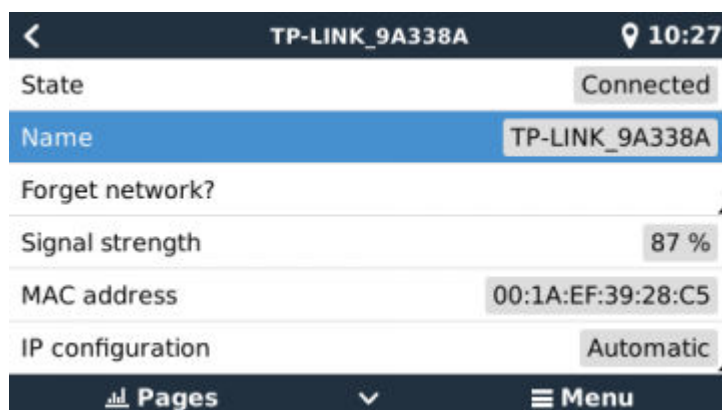 TP-LINK_9A338A 10:27
State Connected
Name TP-LINK_9A338A
Forget network?
Signal strength 87 %
MAC address 00:1A:EF:39:28:C5
IP configuration Automatic
Pages Menu